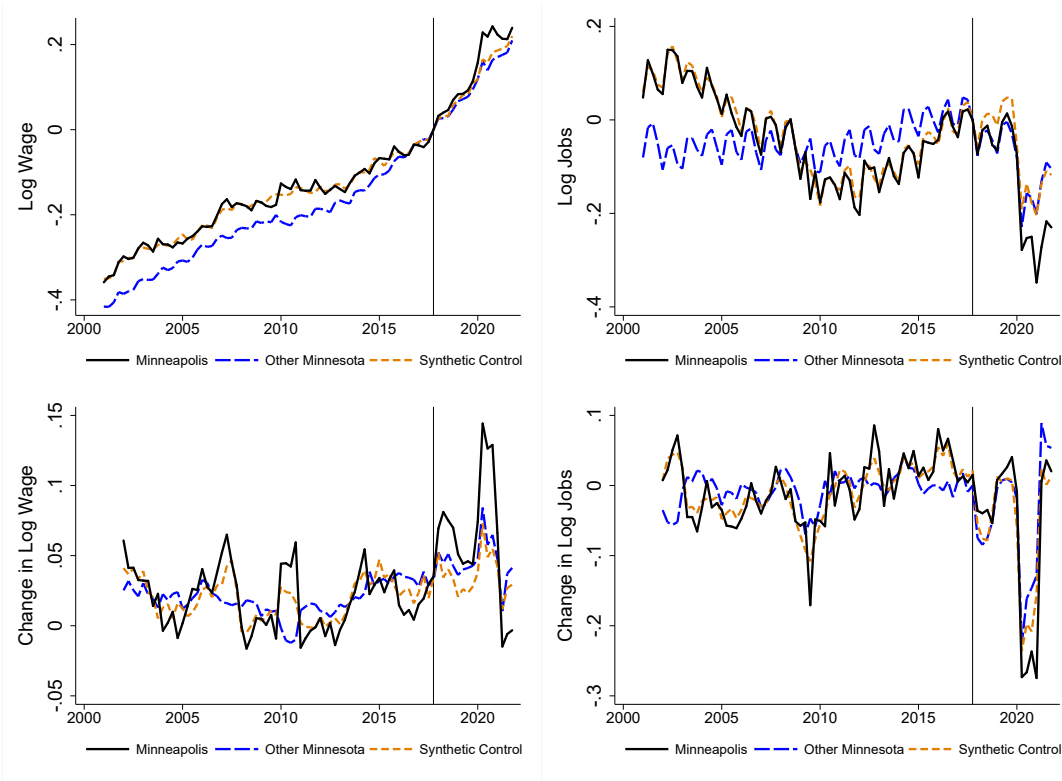 Log Wage
.2
0
-.2
-.4
2000 2005 2010 2015 2020
Minneapolis Other Minnesota Synthetic Control
Log Jobs
.2
0
-.2
-.4
2000 2005 2010 2015 2020
Minneapolis Other Minnesota Synthetic Control
Change in Log Wage
.15
.1
.05
0
-.05
2000 2005 2010 2015 2020
Minneapolis Other Minnesota Synthetic Control
Change in Log Jobs
.1
0
-.1
-.2
-.3
2000 2005 2010 2015 2020
Minneapolis Other Minnesota Synthetic Control